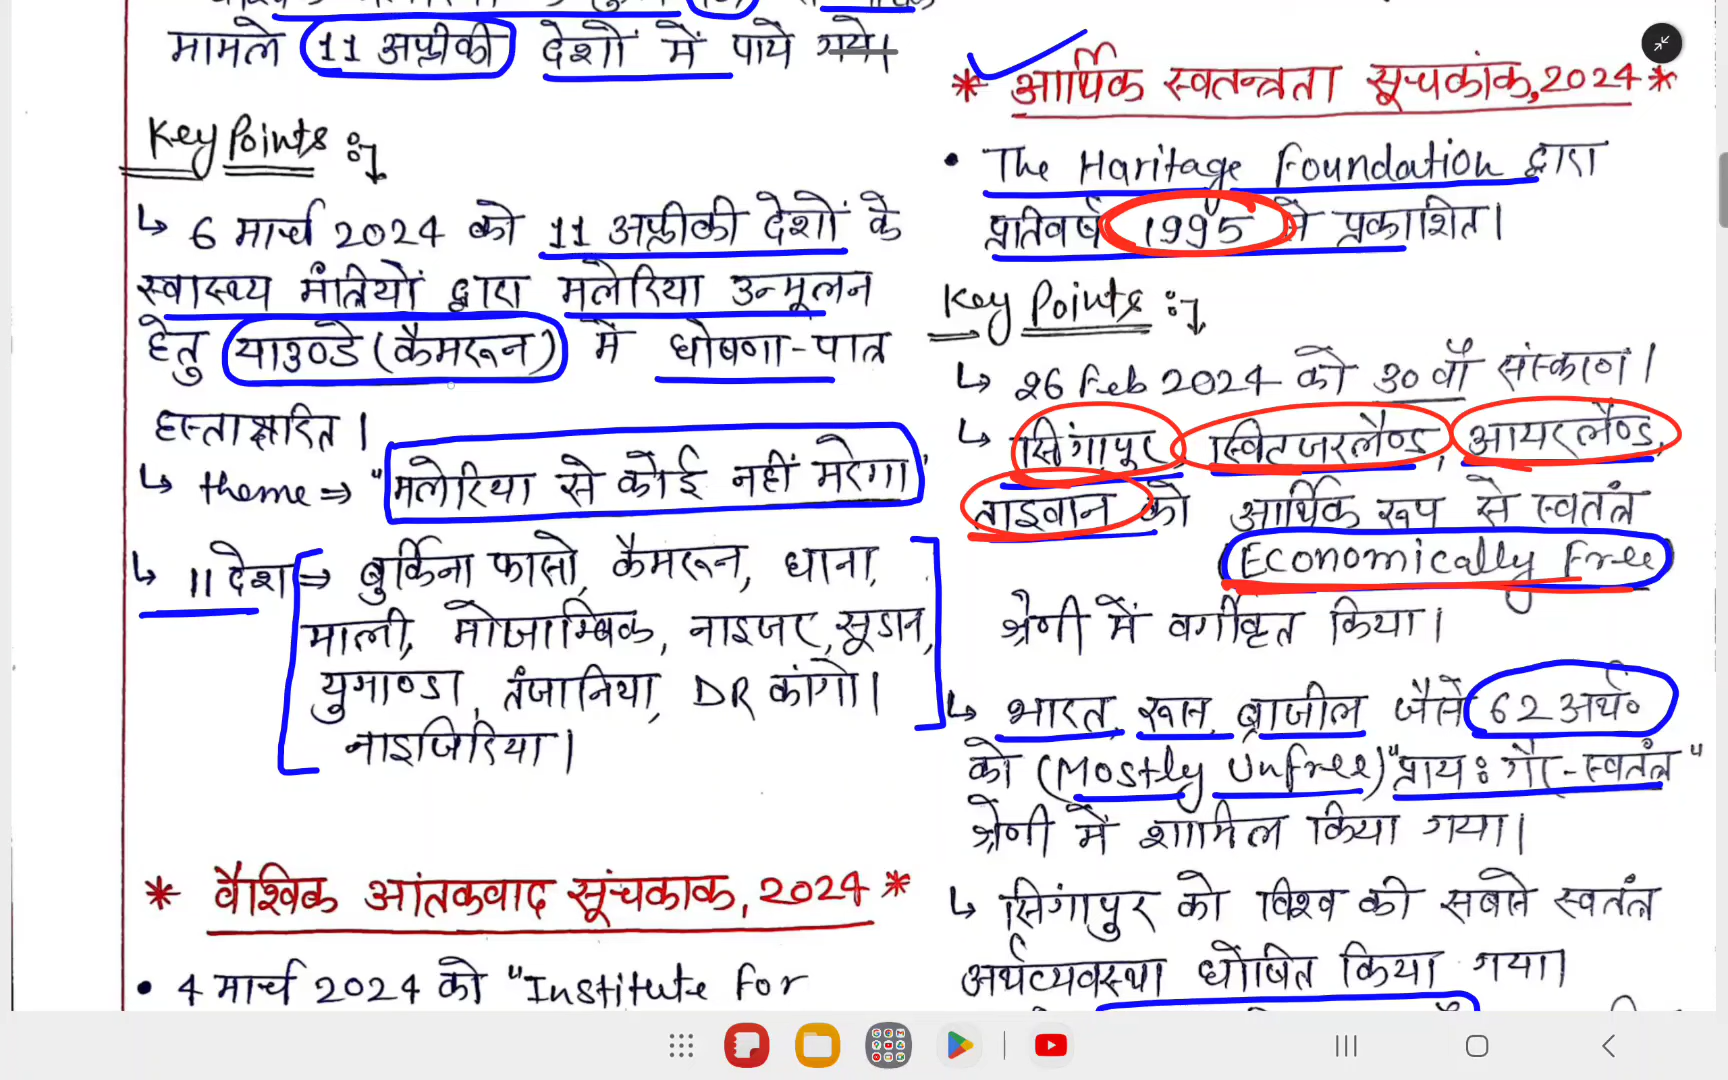 मामले 11 अफ्रीकी देशों में पाये गये।
Key Points :-
↳ 6 मार्च 2024 को 11 अफ्रीकी देशों के
स्वास्थ्य मंत्रियों द्वारा मलेरिया उन्मूलन
हेतु याउण्डे (कैमरून) में घोषणा-पत्र
हस्ताक्षरित।
↳ theme ⇒ "मलेरिया से कोई नहीं मरेगा"
↳ 11 देश ⇒ बुर्किना फासो, कैमरून, घाना,
माली, मोजाम्बिक, नाइजर, सूडान,
युगाण्डा, तंजानिया, DR कांगो।
नाइजिरिया।
* वैश्विक आंतकवाद सूंचकाक, 2024 *
• 4 मार्च 2024 को "Institute for
* आर्थिक स्वतन्त्रता सूचकांक, 2024 *
• The Haritage Foundation द्वारा
प्रतिवर्ष 1995 से प्रकाशित।
Key Points :-
↳ 26 Feb 2024 को 30 वाँ संस्करण।
↳ सिंगापुर, स्विटजरलैण्ड, आयरलैण्ड,
ताइवान को आर्थिक रूप से स्वतंत्र
(Economically Free)
श्रेणी में वर्गीकृत किया।
↳ भारत, रूस, ब्राजील जैसे 62 अर्थ०
को (Mostly Unfree) "प्राय: गैर-स्वतंत्र"
श्रेणी में शामिल किया गया।
↳ सिंगापुर को विश्व की सबसे स्वतंत्र
अर्थव्यवस्था घोषित किया गया।